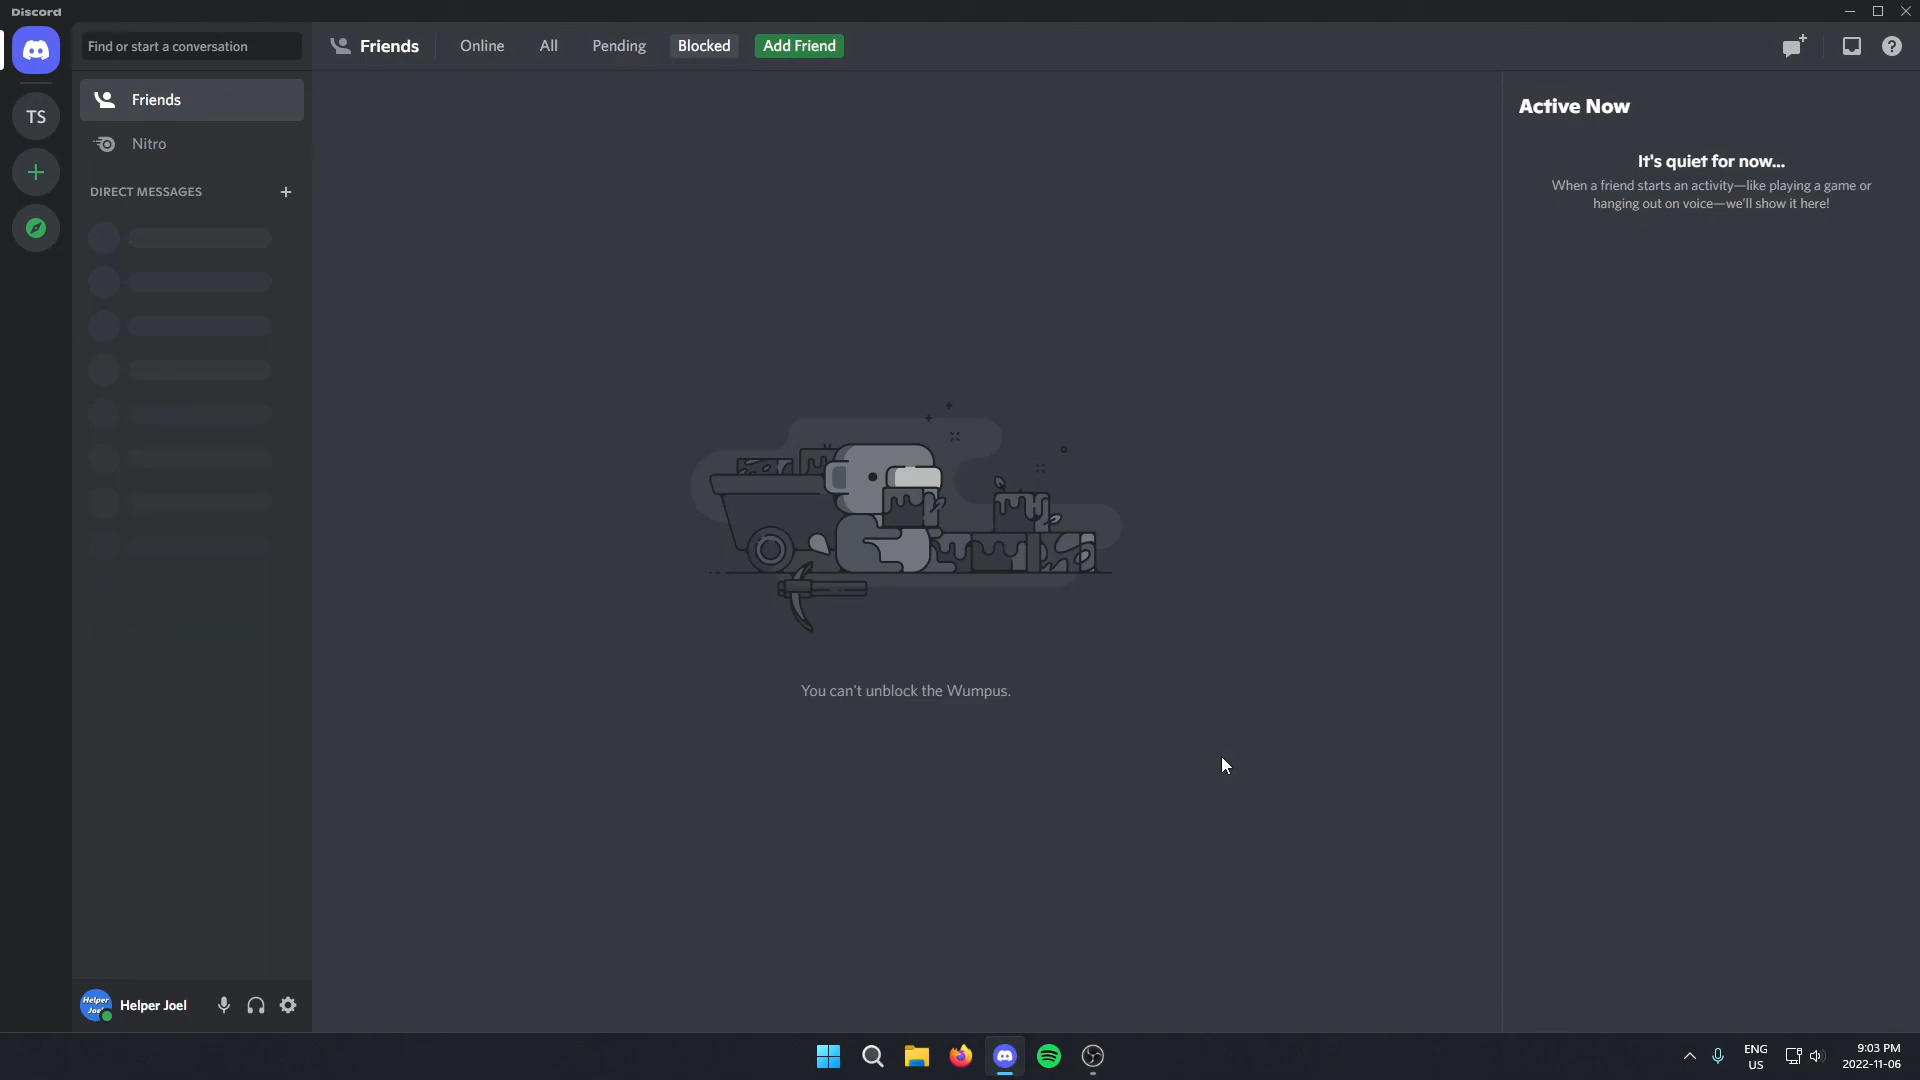 Discord
Find or start a conversation
Friends
Online
All
Pending
Blocked
Add Friend
TS
Friends
Nitro
DIRECT MESSAGES
Active Now
It's quiet for now...
When a friend starts an activity—like playing a game or
hanging out on voice—we'll show it here!
You can't unblock the Wumpus.
Helper
Joel
Helper Joel
ENG
US
9:03 PM
2022-11-06